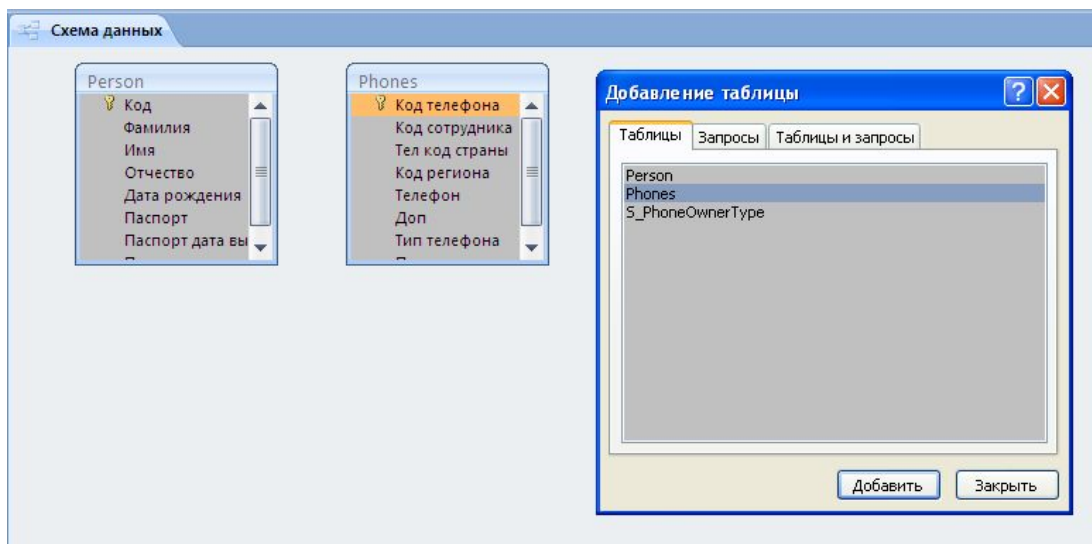 Схема данных
Person
Код
Фамилия
Имя
Отчество
Дата рождения
Паспорт
Паспорт дата вы
Phones
Код телефона
Код сотрудника
Тел код страны
Код региона
Телефон
Доп
Тип телефона
Добавление таблицы
Таблицы Запросы Таблицы и запросы
Person
Phones
S_PhoneOwnerType
Добавить Закрыть